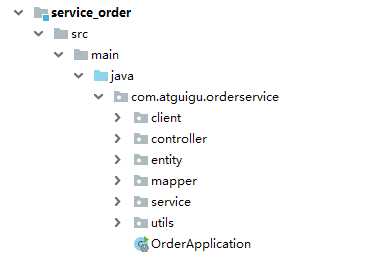 service_order
src
main
java
com.atguigu.orderservice
client
controller
entity
mapper
service
utils
OrderApplication